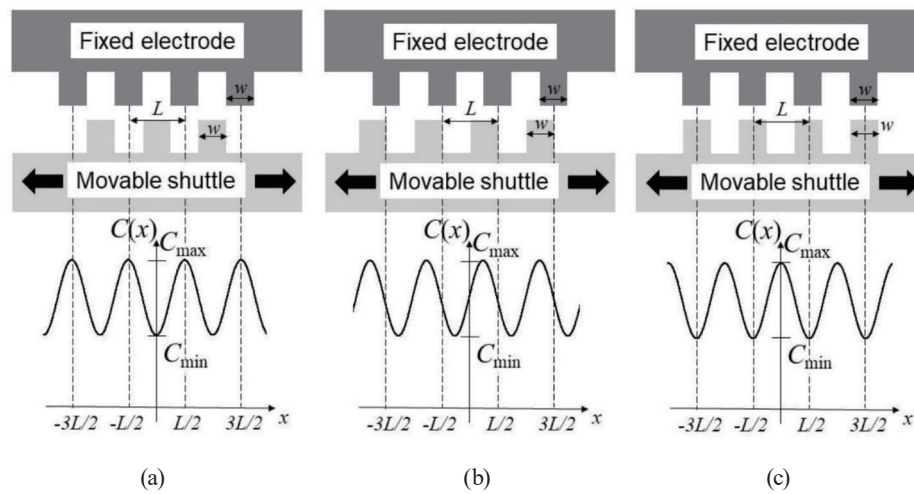 Fixed electrode
w
L
w
Movable shuttle
C(x)
Cmax
Cmin
-3L/2 -L/2 L/2 3L/2 x
(a)
Fixed electrode
w
L
w
Movable shuttle
C(x)
Cmax
Cmin
-3L/2 -L/2 L/2 3L/2 x
(b)
Fixed electrode
w
L
w
Movable shuttle
C(x)
Cmax
Cmin
-3L/2 -L/2 L/2 3L/2 x
(c)